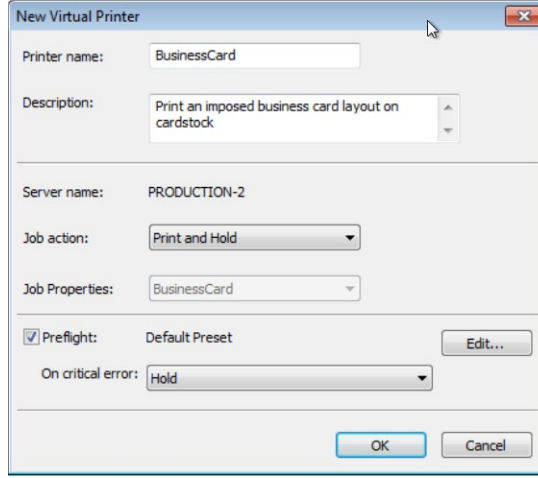 New Virtual Printer
Printer name: BusinessCard
Description: Print an imposed business card layout on
cardstock
Server name: PRODUCTION-2
Job action: Print and Hold
Job Properties: BusinessCard
Preflight: Default Preset Edit...
On critical error: Hold
OK Cancel